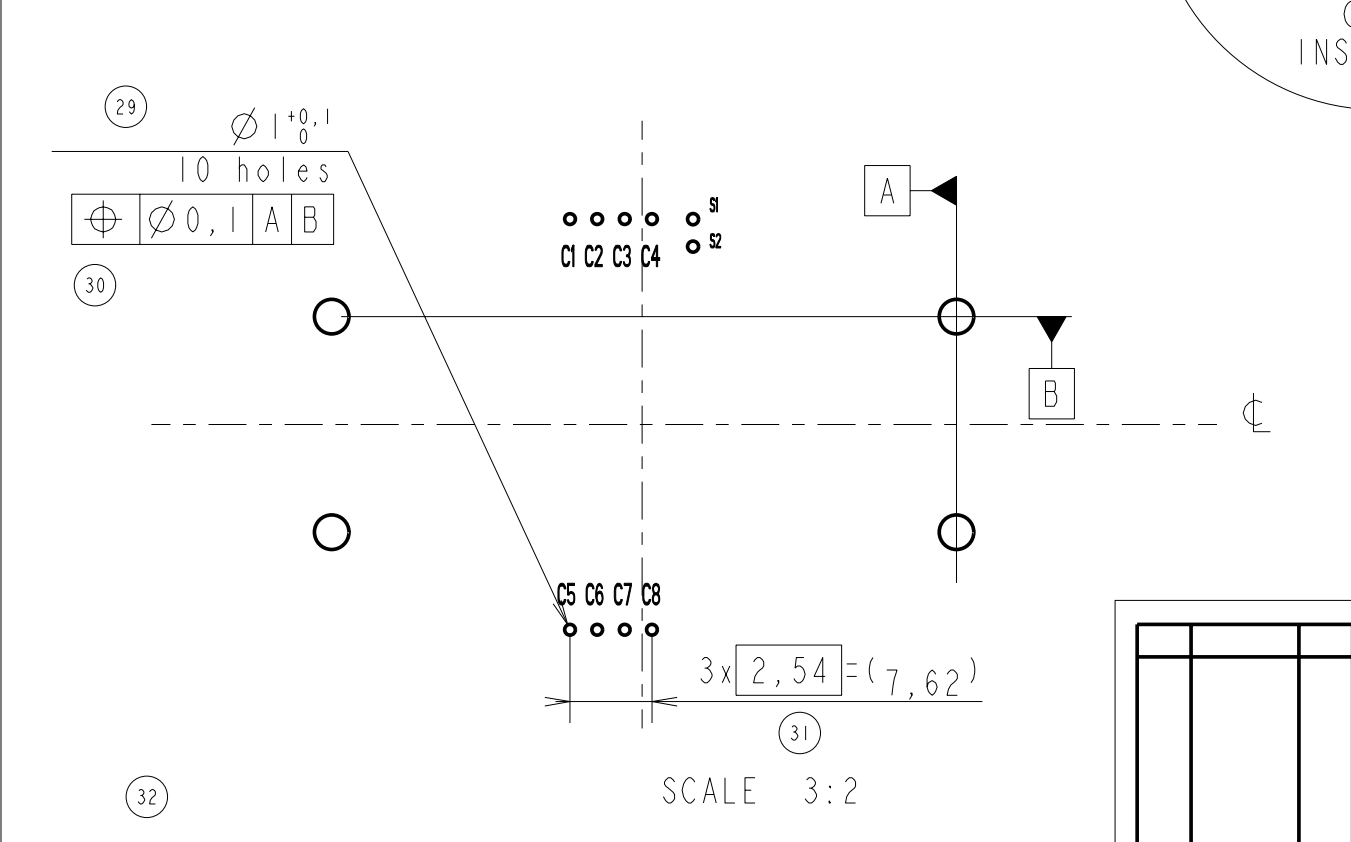 INS
29
Ø1 +0,1 0
10 holes
⌖ Ø0,1 A B
30
A
S1
S2
C1 C2 C3 C4
B
℄
C5 C6 C7 C8
3x 2,54 =(7,62)
31
SCALE 3:2
32